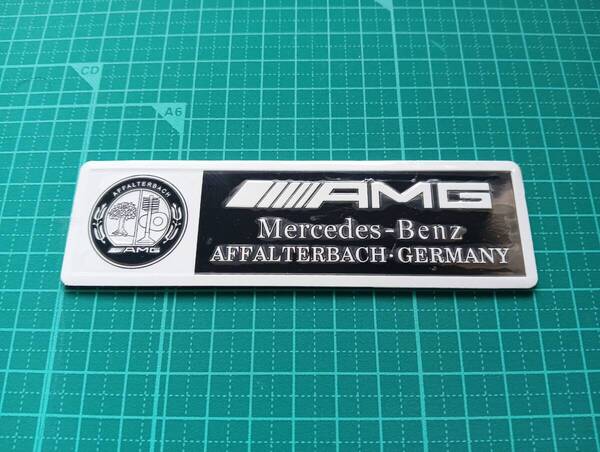 CD
A6
AFFALTERBACH
AMG
AMG
Mercedes-Benz
AFFALTERBACH·GERMANY